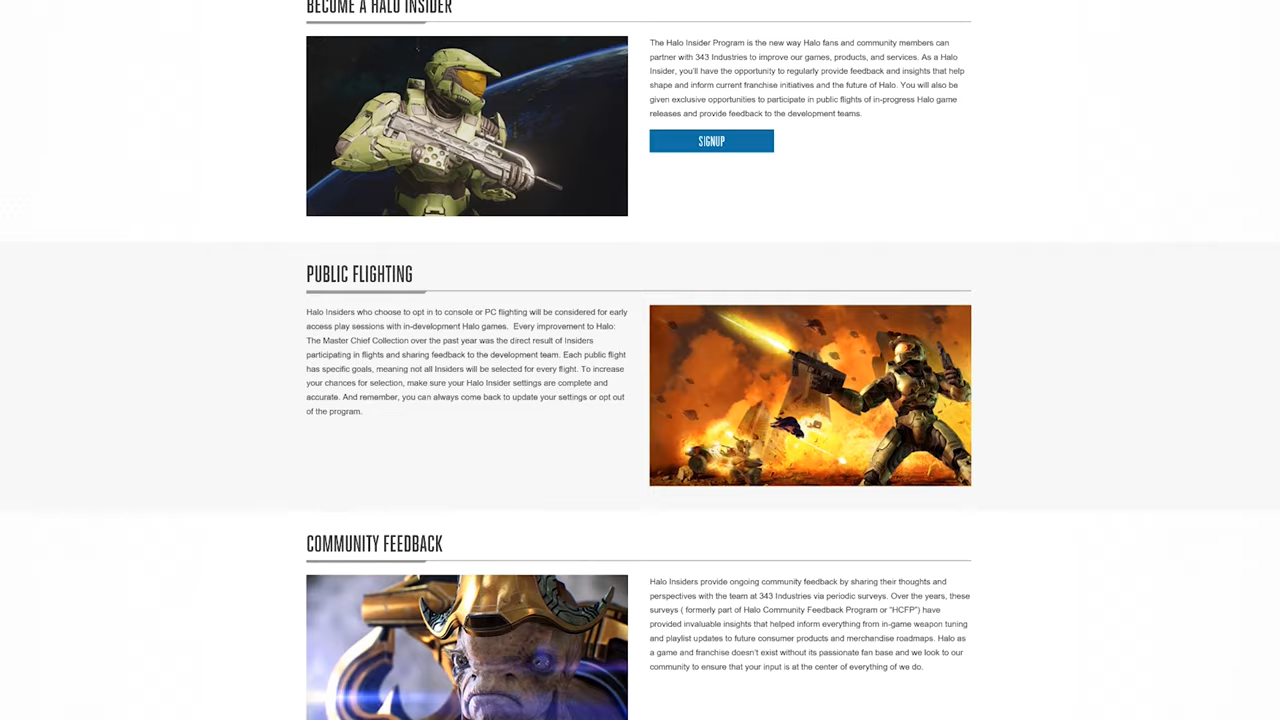 BECOME A HALO INSIDER
The Halo Insider Program is the new way Halo fans and community members can
partner with 343 Industries to improve our games, products, and services. As a Halo
Insider, you'll have the opportunity to regularly provide feedback and insights that help
shape and inform current franchise initiatives and the future of Halo. You will also be
given exclusive opportunities to participate in public flights of in-progress Halo game
releases and provide feedback to the development teams.
SIGNUP
PUBLIC FLIGHTING
Halo Insiders who choose to opt in to console or PC flighting will be considered for early
access play sessions with in-development Halo games.  Every improvement to Halo:
The Master Chief Collection over the past year was the direct result of Insiders
participating in flights and sharing feedback to the development team. Each public flight
has specific goals, meaning not all Insiders will be selected for every flight. To increase
your chances for selection, make sure your Halo Insider settings are complete and
accurate. And remember, you can always come back to update your settings or opt out
of the program.
COMMUNITY FEEDBACK
Halo Insiders provide ongoing community feedback by sharing their thoughts and
perspectives with the team at 343 Industries via periodic surveys. Over the years, these
surveys ( formerly part of Halo Community Feedback Program or "HCFP") have
provided invaluable insights that helped inform everything from in-game weapon tuning
and playlist updates to future consumer products and merchandise roadmaps. Halo as
a game and franchise doesn't exist without its passionate fan base and we look to our
community to ensure that your input is at the center of everything of we do.